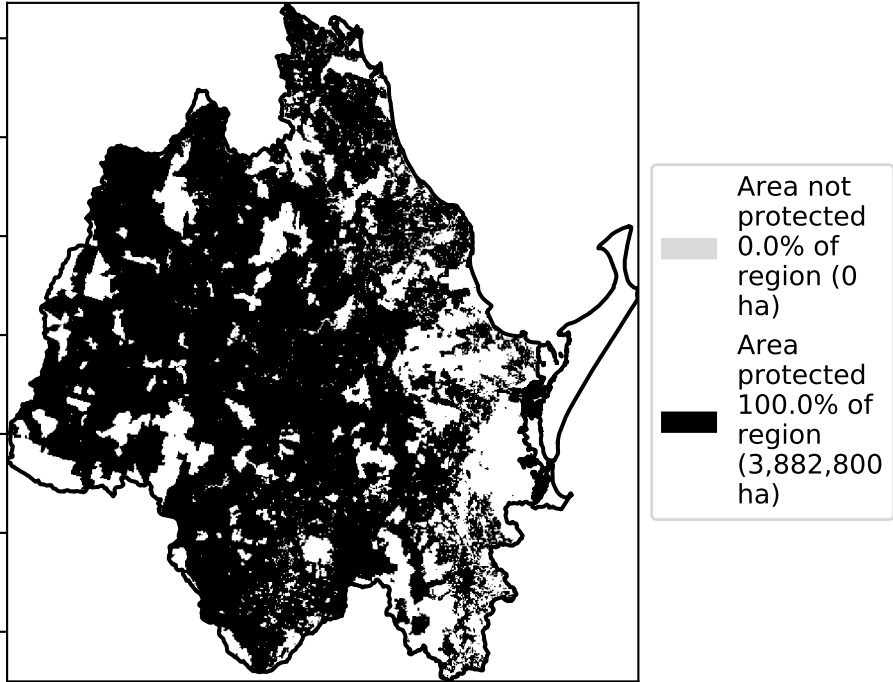 Area not
protected
0.0% of
region (0
ha)
Area
protected
100.0% of
region
(3,882,800
ha)